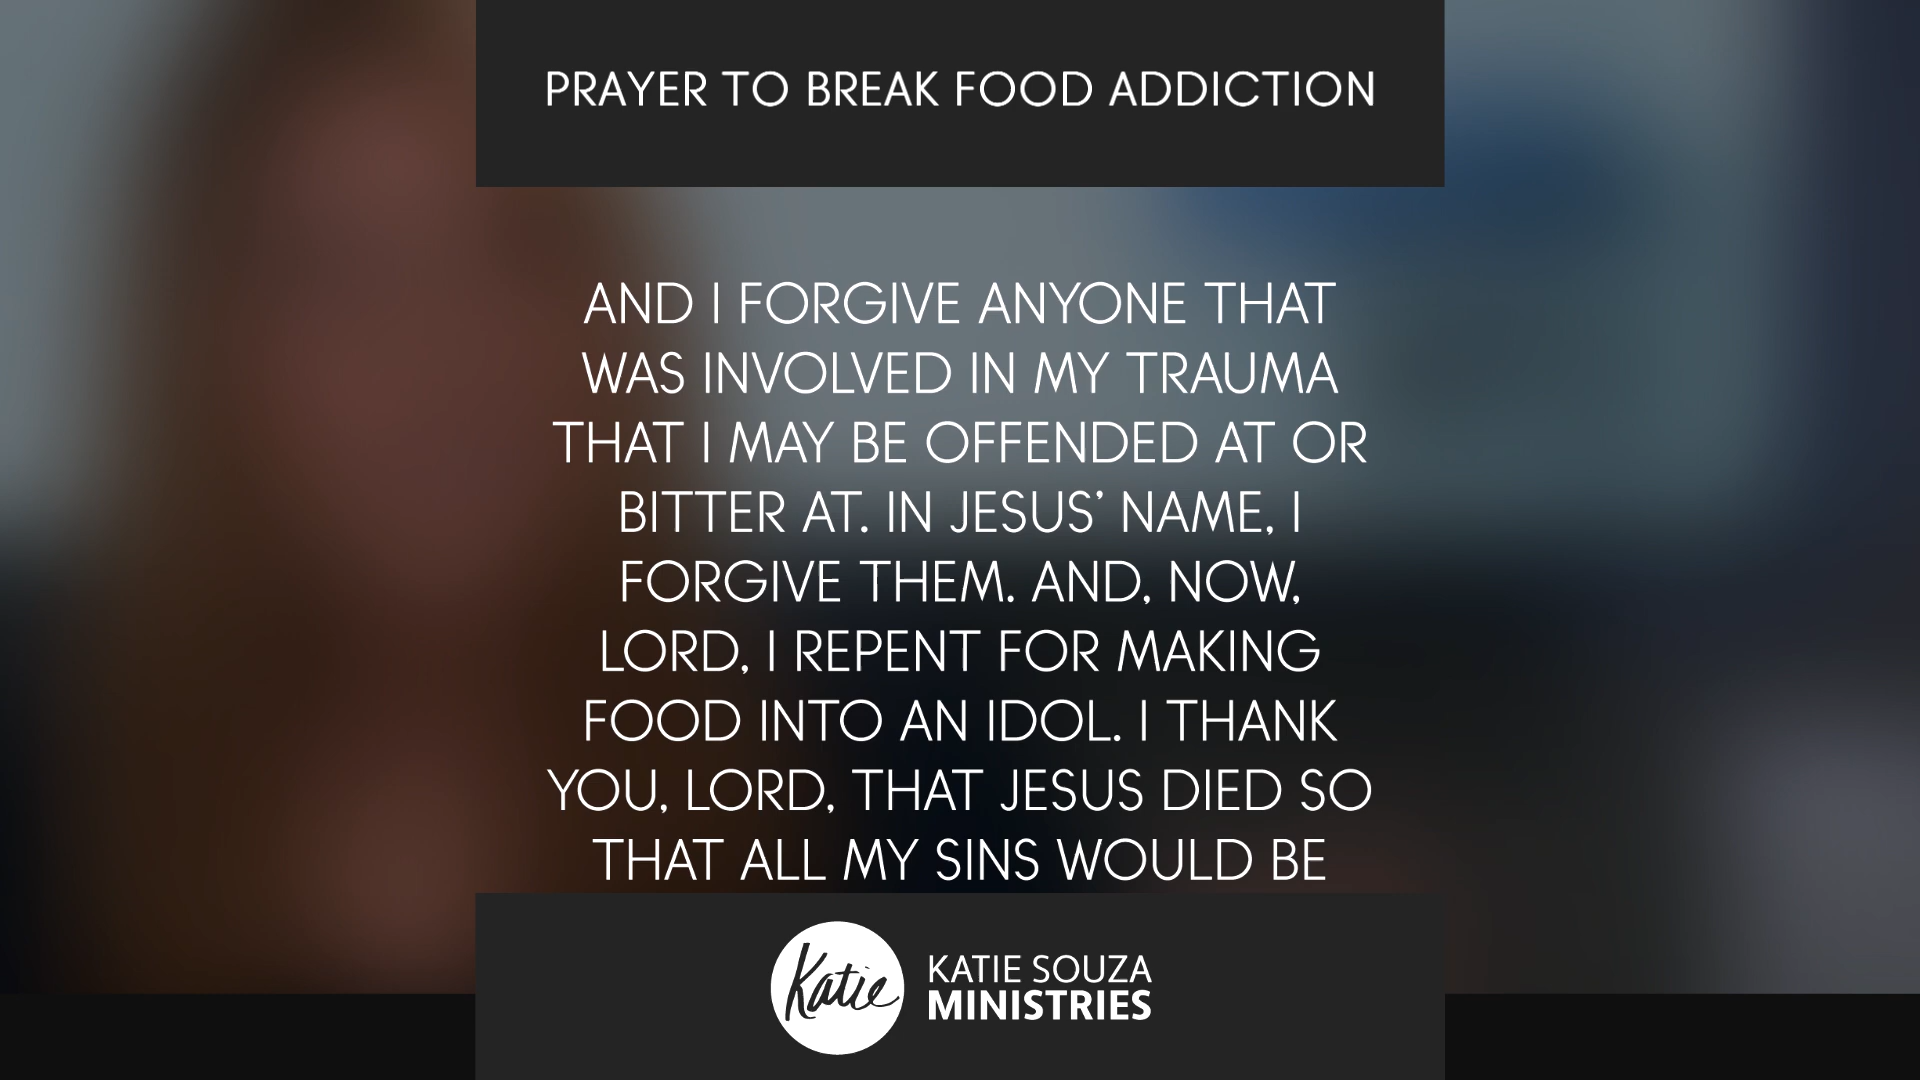 PRAYER TO BREAK FOOD ADDICTION
AND I FORGIVE ANYONE THAT
WAS INVOLVED IN MY TRAUMA
THAT I MAY BE OFFENDED AT OR
BITTER AT. IN JESUS’ NAME, I
FORGIVE THEM. AND, NOW,
LORD, I REPENT FOR MAKING
FOOD INTO AN IDOL. I THANK
YOU, LORD, THAT JESUS DIED SO
THAT ALL MY SINS WOULD BE
Katie
KATIE SOUZA
MINISTRIES